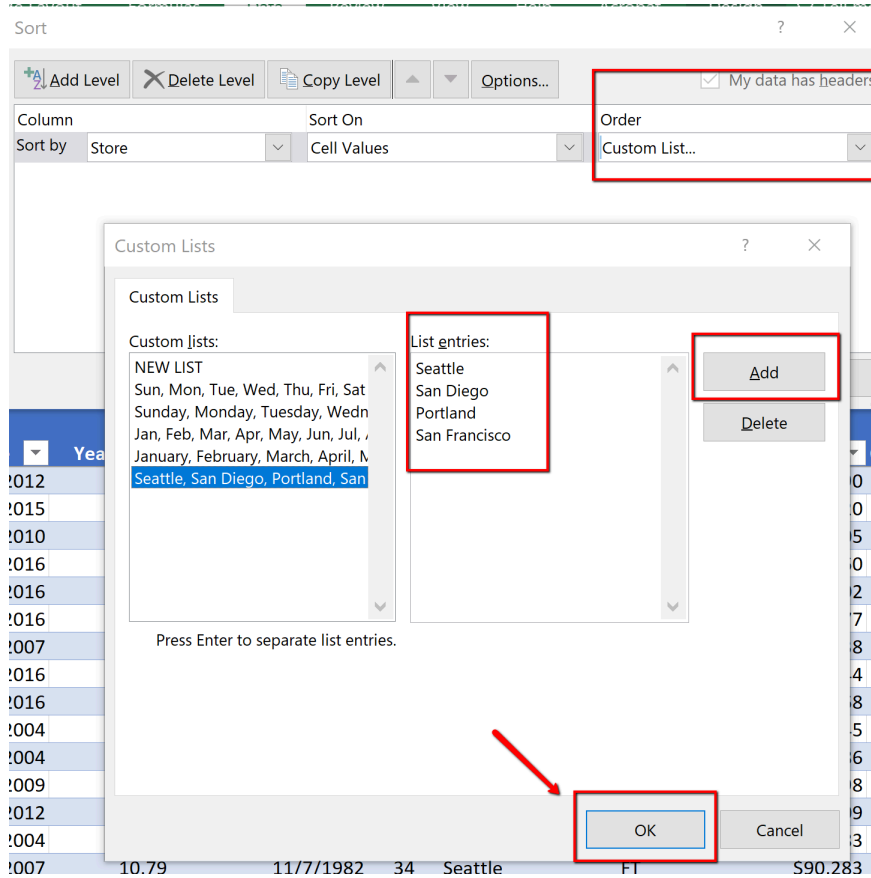 Sort ?
Add Level Delete Level Copy Level Options... My data has headers
Column Sort On Order
Sort by Store Cell Values Custom List...
Custom Lists ?
Custom Lists
Custom lists: List entries:
NEW LIST
Sun, Mon, Tue, Wed, Thu, Fri, Sat
Sunday, Monday, Tuesday, Wedn
Jan, Feb, Mar, Apr, May, Jun, Jul,
January, February, March, April, M
Seattle, San Diego, Portland, San
Seattle
San Diego
Portland
San Francisco
Add
Delete
Press Enter to separate list entries.
OK Cancel
Yea
2012
2015
2010
2016
2016
2016
2007
2016
2016
2004
2004
2009
2012
2004
2007 10.79 11/7/1982 34 Seattle FT $90,283